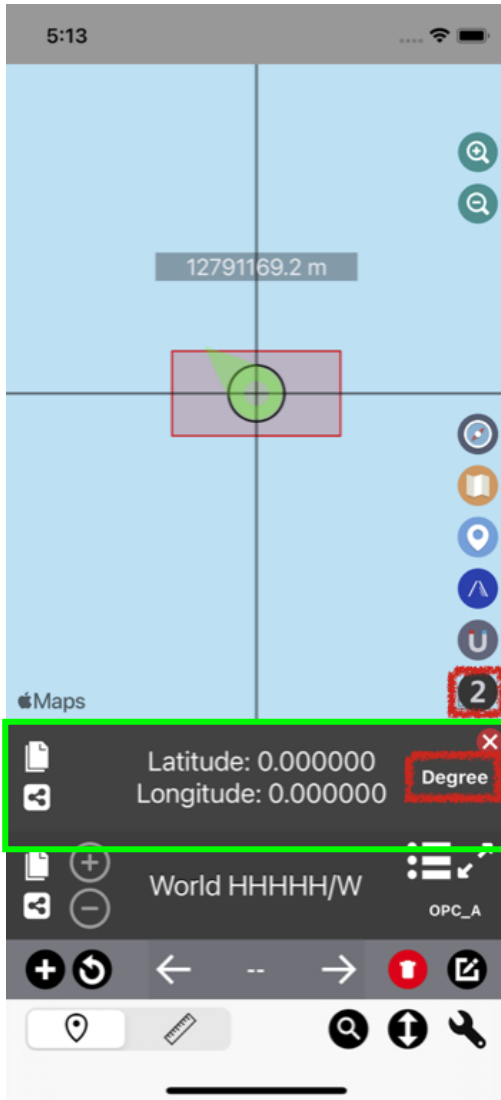 5:13
12791169.2 m
Maps
2
Latitude: 0.000000
Longitude: 0.000000
Degree
World HHHHH/W
OPC_A
--